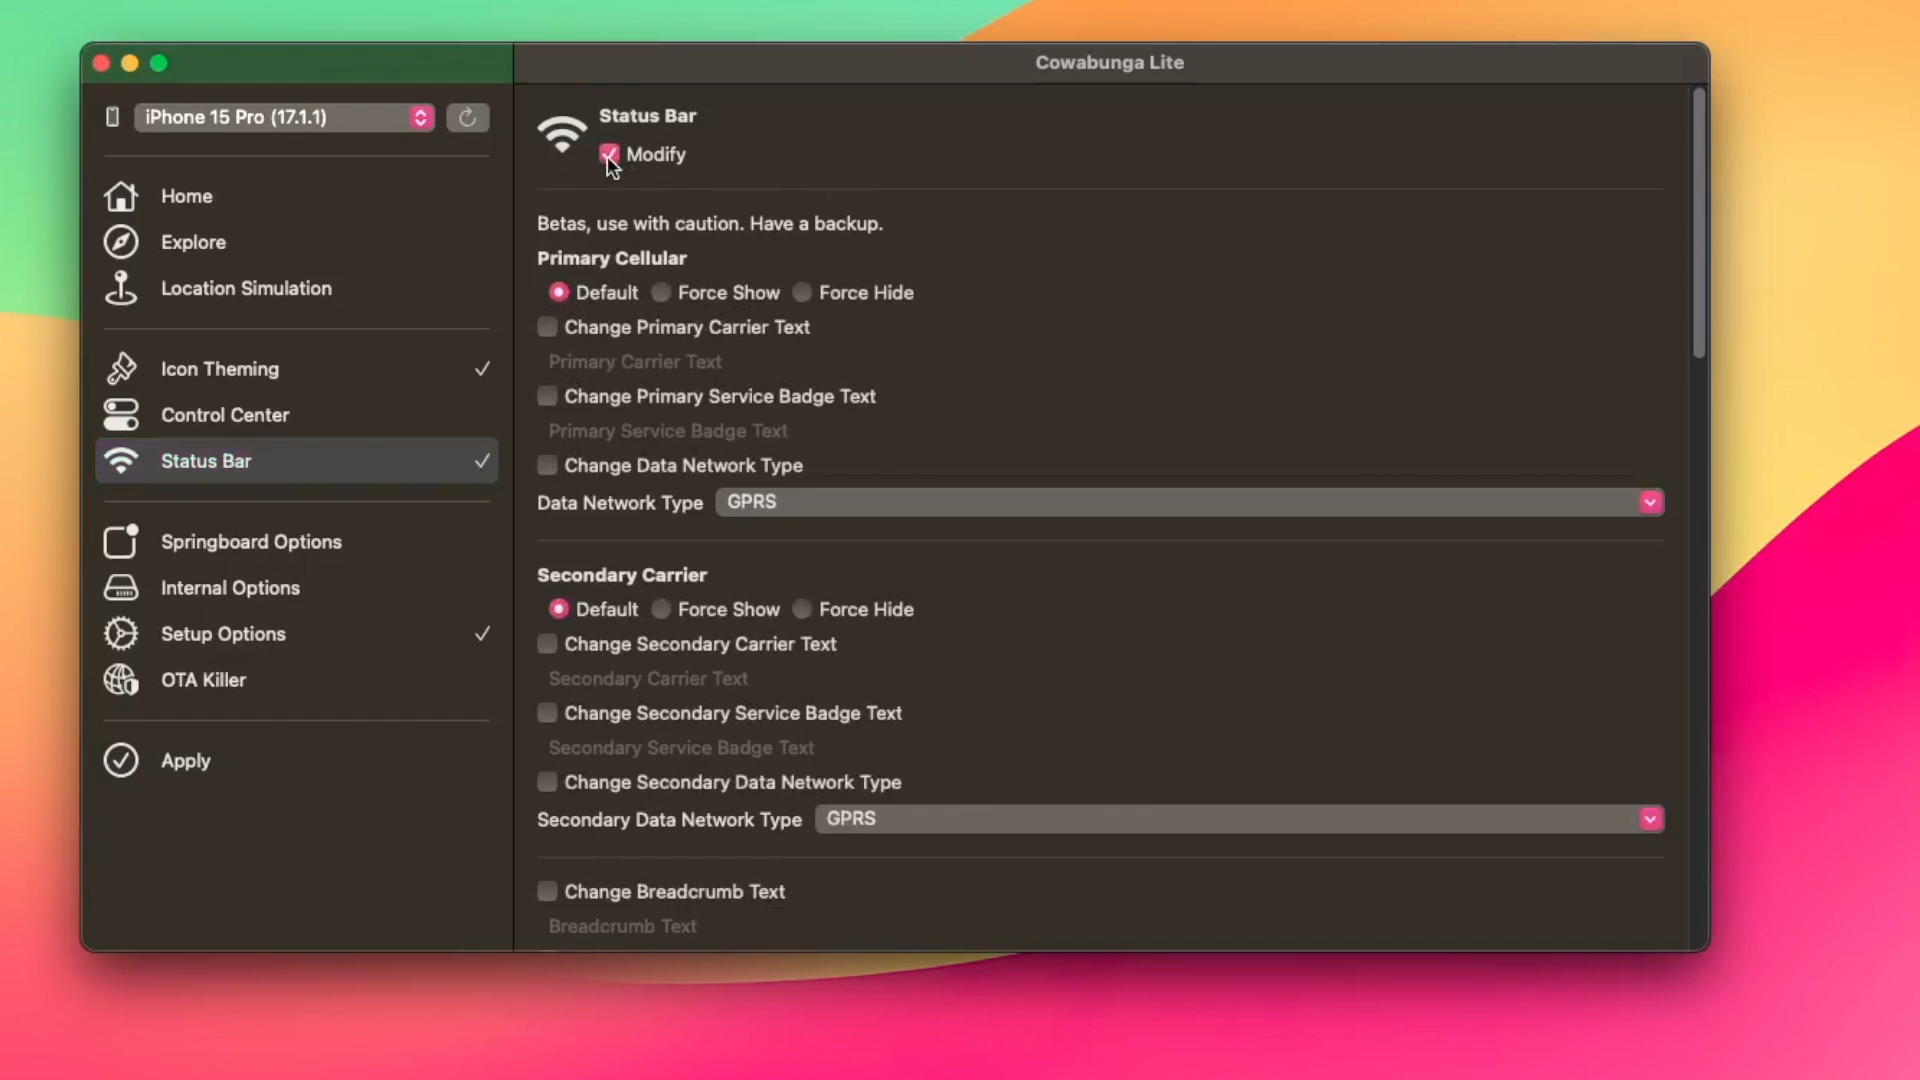 Cowabunga Lite
iPhone 15 Pro (17.1.1)
Home
Explore
Location Simulation
Icon Theming
Control Center
Status Bar
Springboard Options
Internal Options
Setup Options
OTA Killer
Apply
Status Bar
Modify
Betas, use with caution. Have a backup.
Primary Cellular
Default Force Show Force Hide
Change Primary Carrier Text
Primary Carrier Text
Change Primary Service Badge Text
Primary Service Badge Text
Change Data Network Type
Data Network Type GPRS
Secondary Carrier
Default Force Show Force Hide
Change Secondary Carrier Text
Secondary Carrier Text
Change Secondary Service Badge Text
Secondary Service Badge Text
Change Secondary Data Network Type
Secondary Data Network Type GPRS
Change Breadcrumb Text
Breadcrumb Text